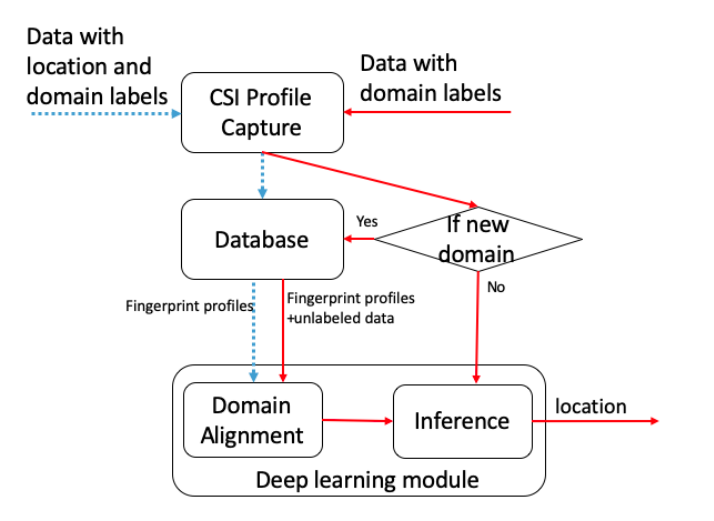 Data with
location and
domain labels
Data with
domain labels
CSI Profile
Capture
Database
Yes
If new
domain
No
Fingerprint profiles
Fingerprint profiles
+unlabeled data
Domain
Alignment
Inference
location
Deep learning module